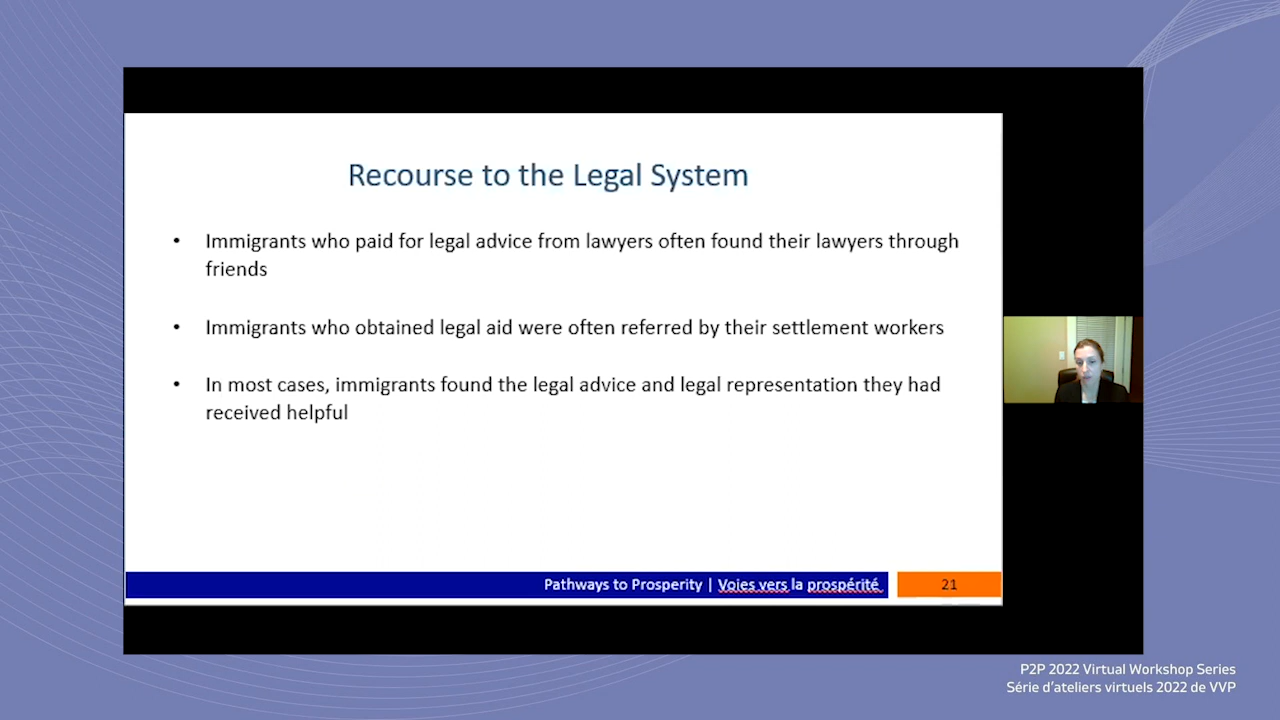 Recourse to the Legal System
• Immigrants who paid for legal advice from lawyers often found their lawyers through
friends
• Immigrants who obtained legal aid were often referred by their settlement workers
• In most cases, immigrants found the legal advice and legal representation they had
received helpful
Pathways to Prosperity | Voies vers la prospérité
21
P2P 2022 Virtual Workshop Series
Série d'ateliers virtuels 2022 de VVP